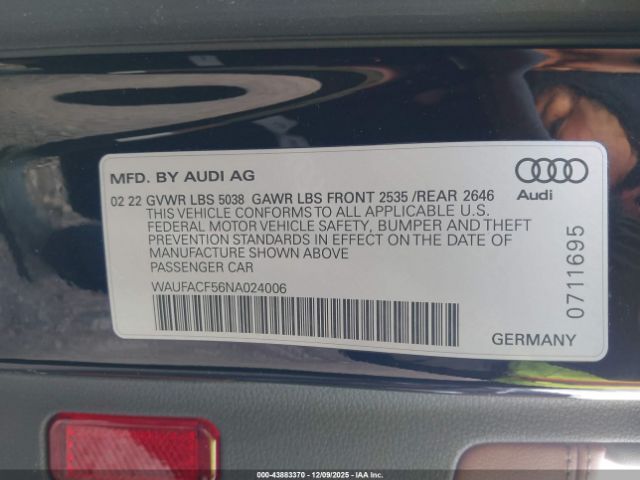 MFD. BY AUDI AG
Audi
02 22 GVWR LBS 5038 GAWR LBS FRONT 2535 /REAR 2646
THIS VEHICLE CONFORMS TO ALL APPLICABLE U.S.
FEDERAL MOTOR VEHICLE SAFETY, BUMPER AND THEFT
PREVENTION STANDARDS IN EFFECT ON THE DATE OF
MANUFACTURE SHOWN ABOVE
PASSENGER CAR
WAUFACF56NA024006
0711695
GERMANY
00-43883370 - 12/09/2025 - IAA, Inc.